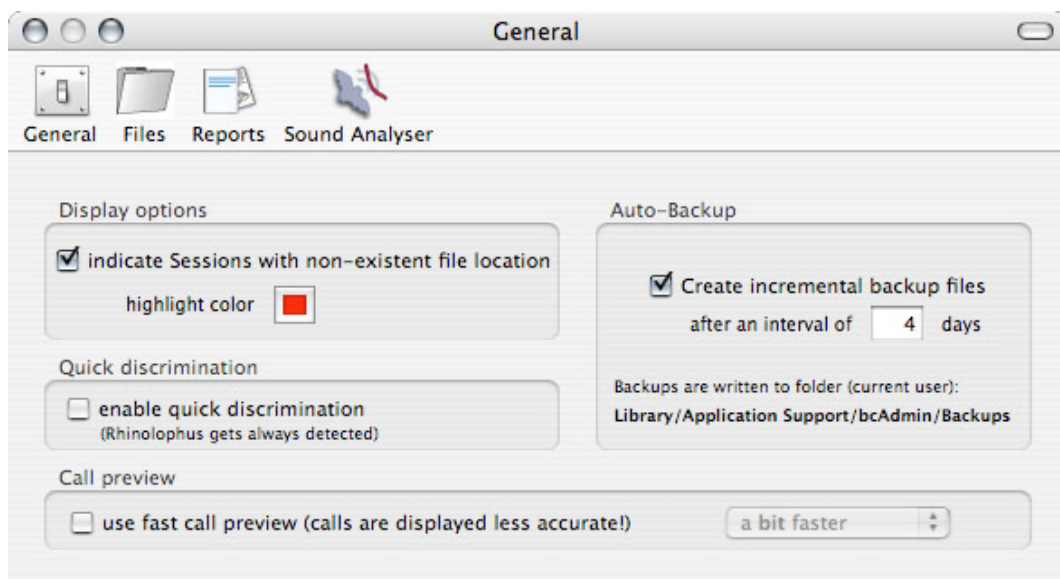 General
General Files Reports Sound Analyser
Display options
indicate Sessions with non-existent file location
highlight color
Quick discrimination
enable quick discrimination
(Rhinolophus gets always detected)
Auto-Backup
Create incremental backup files
after an interval of 4 days
Backups are written to folder (current user):
Library/Application Support/bcAdmin/Backups
Call preview
use fast call preview (calls are displayed less accurate!) a bit faster